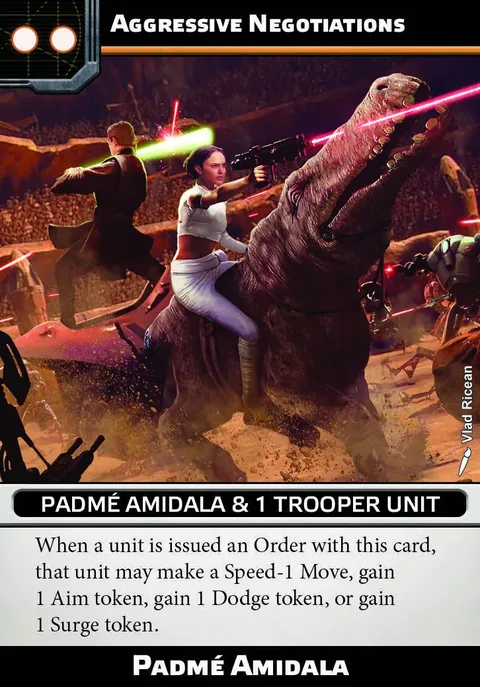 Aggressive Negotiations
Vlad Ricean
PADMÉ AMIDALA & 1 TROOPER UNIT
When a unit is issued an Order with this card,
that unit may make a Speed-1 Move, gain
1 Aim token, gain 1 Dodge token, or gain
1 Surge token.
Padmé Amidala